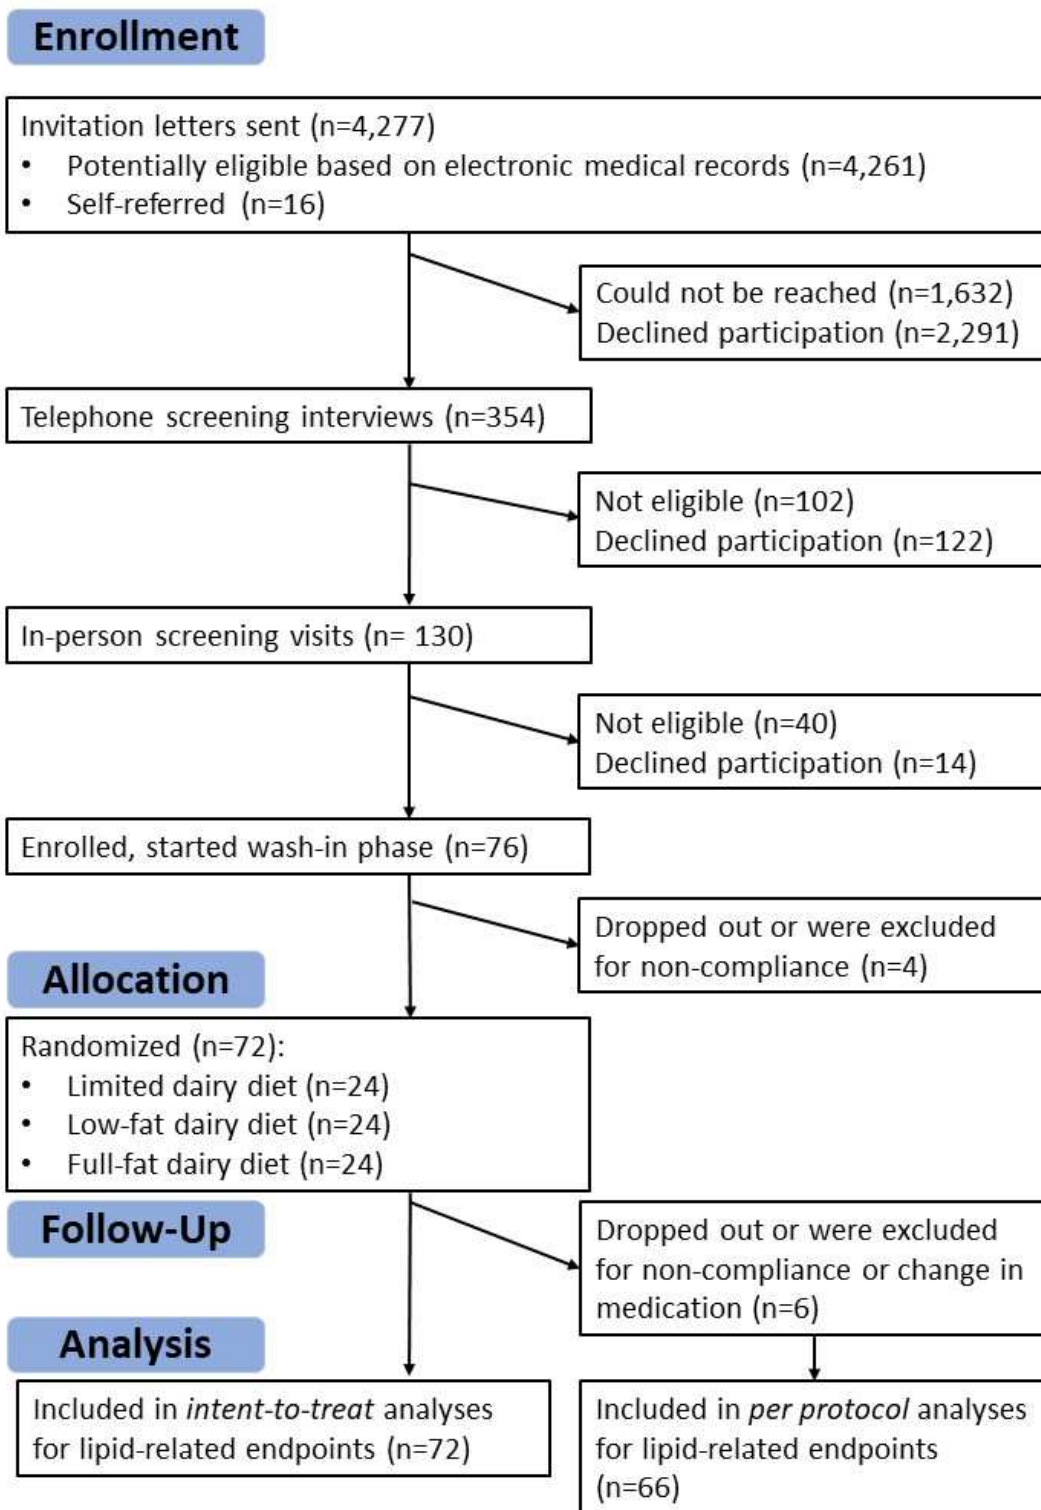 Enrollment
Invitation letters sent (n=4,277)
• Potentially eligible based on electronic medical records (n=4,261)
• Self-referred (n=16)
Could not be reached (n=1,632)
Declined participation (n=2,291)
Telephone screening interviews (n=354)
Not eligible (n=102)
Declined participation (n=122)
In-person screening visits (n= 130)
Not eligible (n=40)
Declined participation (n=14)
Enrolled, started wash-in phase (n=76)
Dropped out or were excluded
for non-compliance (n=4)
Allocation
Randomized (n=72):
• Limited dairy diet (n=24)
• Low-fat dairy diet (n=24)
• Full-fat dairy diet (n=24)
Follow-Up
Dropped out or were excluded
for non-compliance or change in
medication (n=6)
Analysis
Included in intent-to-treat analyses
for lipid-related endpoints (n=72)
Included in per protocol analyses
for lipid-related endpoints
(n=66)